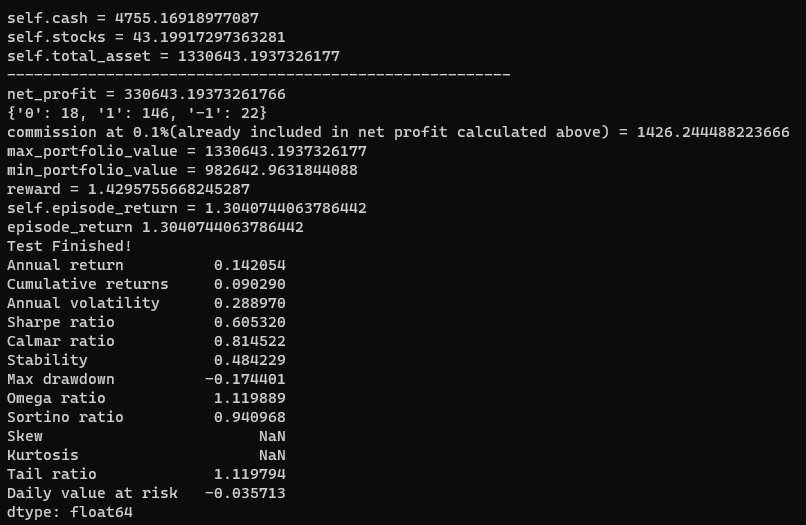 self.cash = 4755.16918977087
self.stocks = 43.19917297363281
self.total_asset = 1330643.1937326177
--------------------------------------------------------
net_profit = 330643.19373261766
{'0': 18, '1': 146, '-1': 22}
commission at 0.1%(already included in net profit calculated above) = 1426.244488223666
max_portfolio_value = 1330643.1937326177
min_portfolio_value = 982642.9631844088
reward = 1.4295755668245287
self.episode_return = 1.3040744063786442
episode_return 1.3040744063786442
Test Finished!
Annual return          0.142054
Cumulative returns     0.090290
Annual volatility      0.288970
Sharpe ratio           0.605320
Calmar ratio           0.814522
Stability              0.484229
Max drawdown          -0.174401
Omega ratio            1.119889
Sortino ratio          0.940968
Skew                        NaN
Kurtosis                    NaN
Tail ratio             1.119794
Daily value at risk   -0.035713
dtype: float64